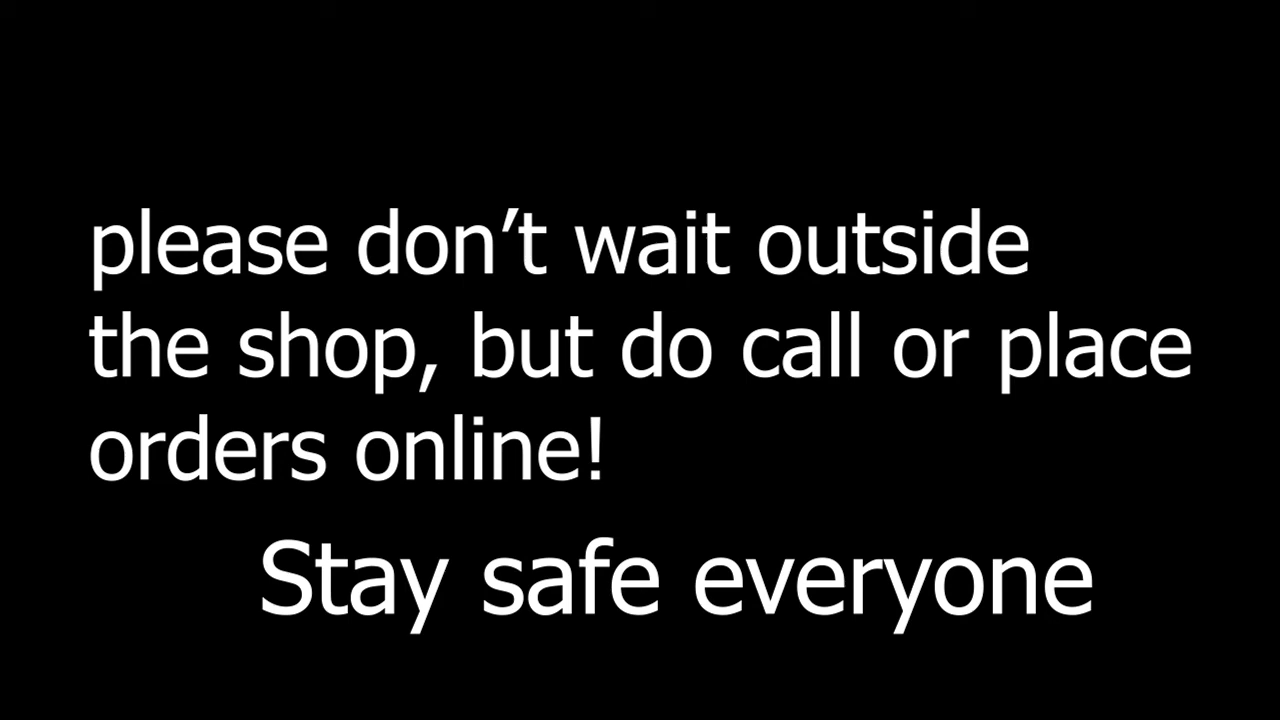 please don’t wait outside
the shop, but do call or place
orders online!
Stay safe everyone